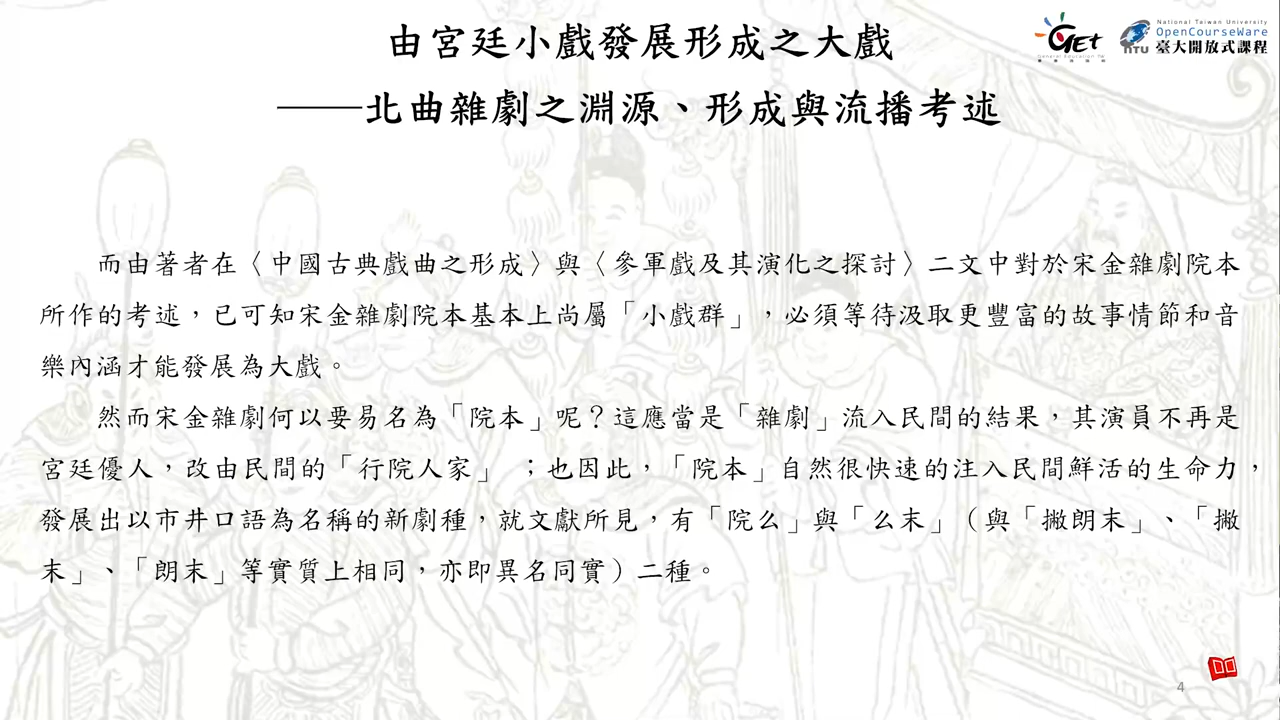 由宮廷小戲發展形成之大戲
——北曲雜劇之淵源、形成與流播考述
GET
General Education TW
National Taiwan University
OpenCourseWare
NTU 臺大開放式課程
而由著者在〈中國古典戲曲之形成〉與〈參軍戲及其演化之探討〉二文中對於宋金雜劇院本
所作的考述，已可知宋金雜劇院本基本上尚屬「小戲群」，必須等待汲取更豐富的故事情節和音
樂內涵才能發展為大戲。
然而宋金雜劇何以要易名為「院本」呢？這應當是「雜劇」流入民間的結果，其演員不再是
宮廷優人，改由民間的「行院人家」 ；也因此，「院本」自然很快速的注入民間鮮活的生命力，
發展出以市井口語為名稱的新劇種，就文獻所見，有「院么」與「么末」（與「撇朗末」、「撇
末」、「朗末」等實質上相同，亦即異名同實）二種。
4